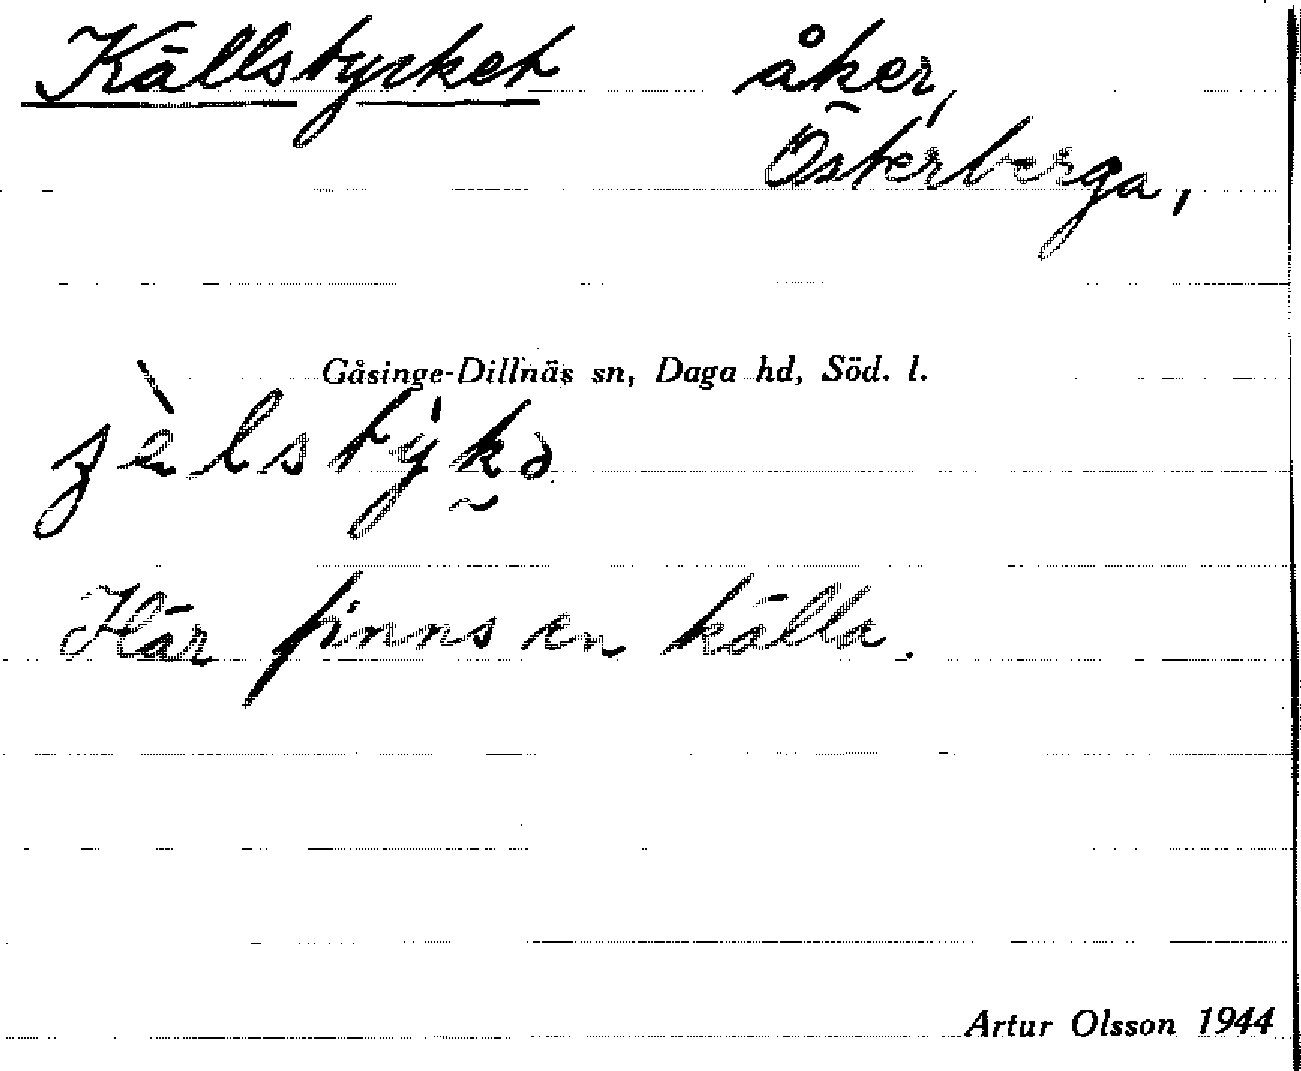 Källstycket åker,
Österberga,
Gåsinge-Dillnäs sn, Daga hd, Söd. l.
Här finns en källa.
Artur Olsson 1944